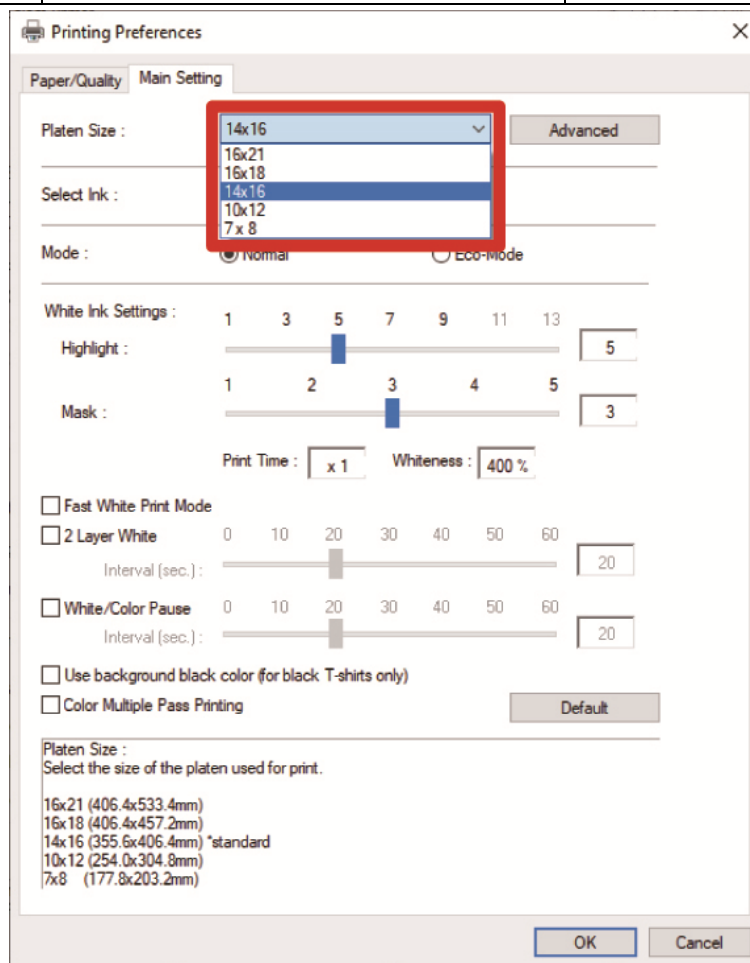 Printing Preferences
Paper/Quality Main Setting
Platen Size : 14x16 Advanced
16x21
16x18
Select Ink : 14x16
10x12
7 x 8
Mode : Normal Eco-Mode
White Ink Settings : 1 3 5 7 9 11 13
Highlight : 5
1 2 3 4 5
Mask : 3
Print Time : x 1 Whiteness : 400 %
Fast White Print Mode
2 Layer White 0 10 20 30 40 50 60
Interval (sec.) : 20
White/Color Pause 0 10 20 30 40 50 60
Interval (sec.) : 20
Use background black color (for black T-shirts only)
Color Multiple Pass Printing Default
Platen Size :
Select the size of the platen used for print.
16x21 (406.4x533.4mm)
16x18 (406.4x457.2mm)
14x16 (355.6x406.4mm) *standard
10x12 (254.0x304.8mm)
7x8 (177.8x203.2mm)
OK Cancel